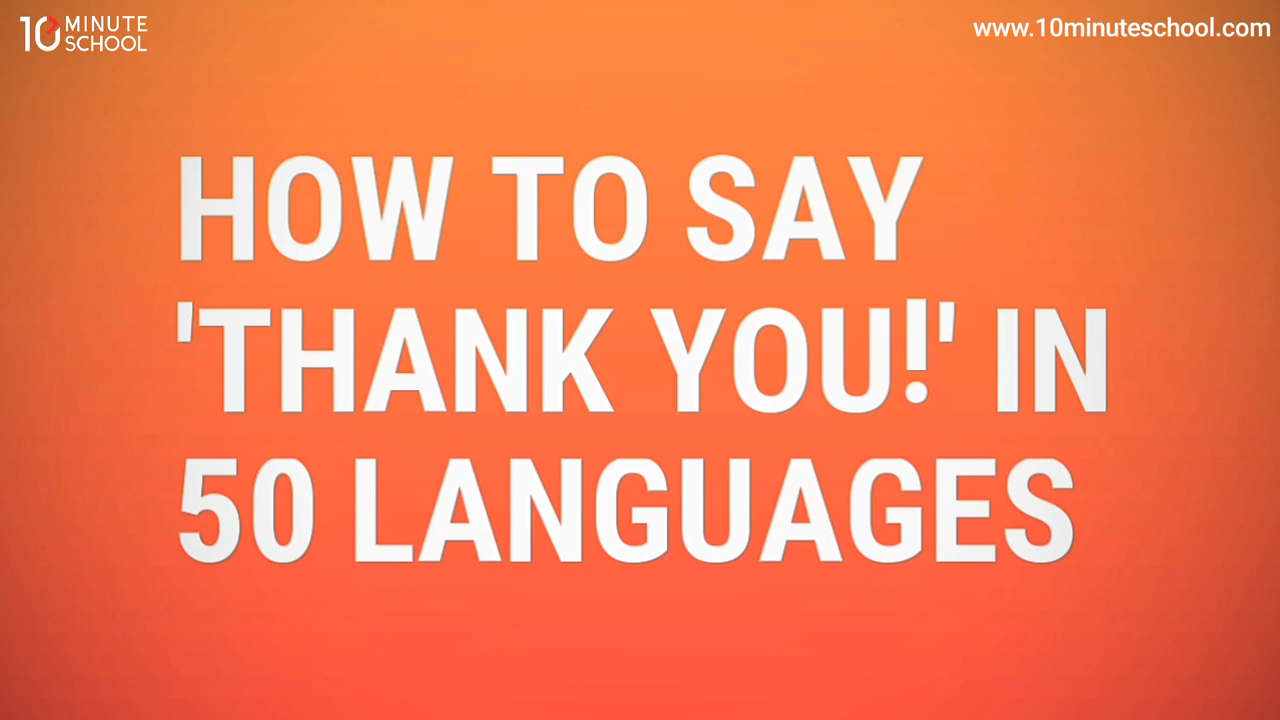 10 MINUTE
SCHOOL
www.10minuteschool.com
HOW TO SAY
'THANK YOU!' IN
50 LANGUAGES